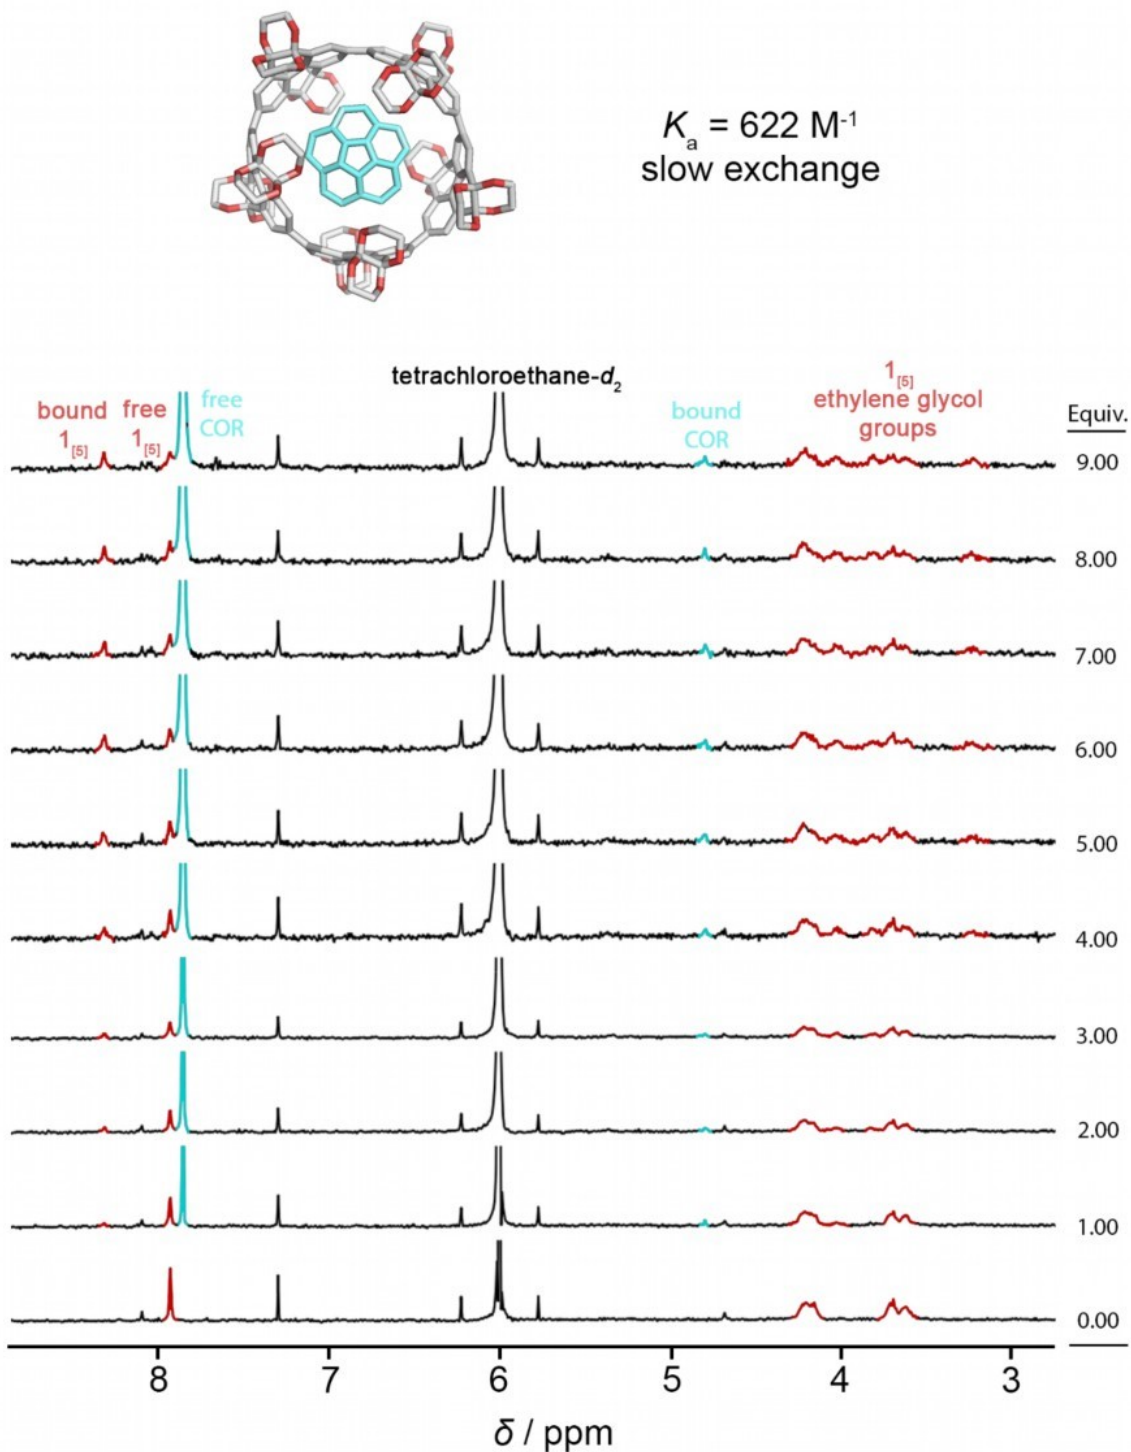 Kₐ = 622 M⁻¹
slow exchange
tetrachloroethane-d₂
bound
1[5]
free
1[5]
free
COR
bound
COR
1[5]
ethylene glycol
groups
Equiv.
9.00
8.00
7.00
6.00
5.00
4.00
3.00
2.00
1.00
0.00
8 7 6 5 4 3
δ / ppm